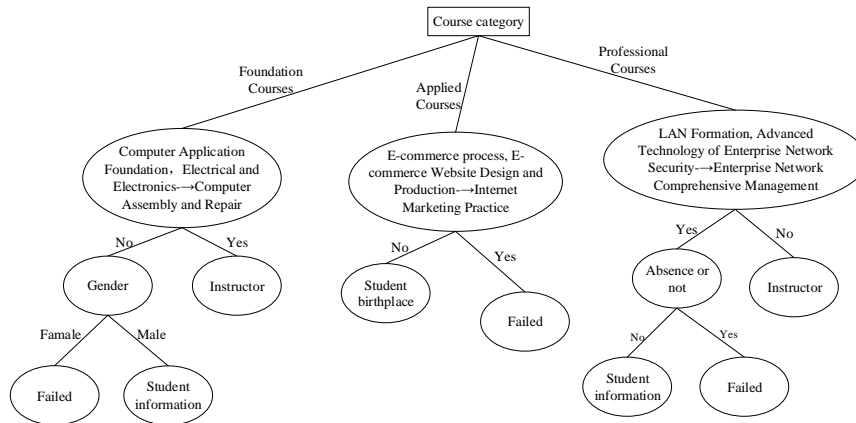 Course category
Foundation
Courses
Applied
Courses
Professional
Courses
Computer Application
Foundation，Electrical and
Electronics-→Computer
Assembly and Repair
E-commerce process, E-
commerce Website Design and
Production-→Internet
Marketing Practice
LAN Formation, Advanced
Technology of Enterprise Network
Security-→Enterprise Network
Comprehensive Management
No
Yes
No
Yes
Yes
No
Gender
Instructor
Student
birthplace
Failed
Absence or
not
Instructor
Famale
Male
No
Yes
Failed
Student
information
Student
information
Failed